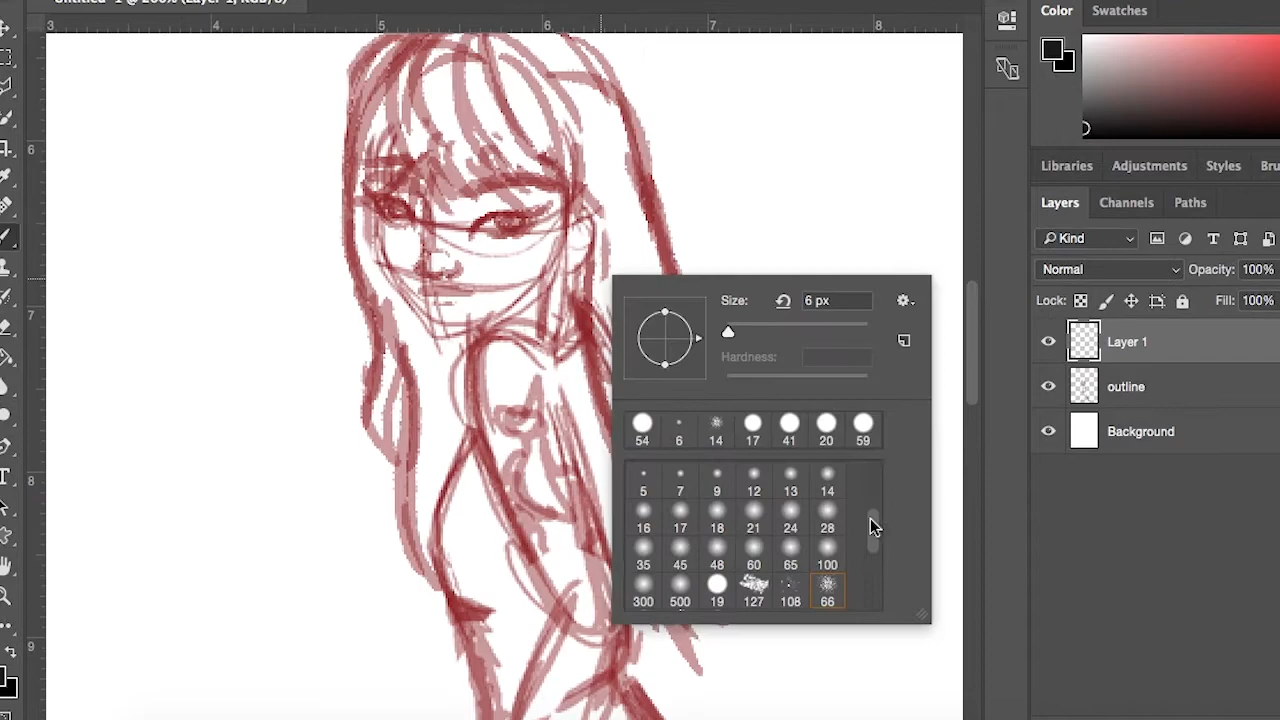 Untitled-1 @ 200% (Layer 1, RGB/8)
3 4 5 6 7 8
6
7
8
9
Size: 6 px
Hardness:
54 6 14 17 41 20 59
5 7 9 12 13 14
16 17 18 21 24 28
35 45 48 60 65 100
300 500 19 127 108 66
Color Swatches
Libraries Adjustments Styles Bru
Layers Channels Paths
Kind
Normal Opacity: 100%
Lock: Fill: 100%
Layer 1
outline
Background